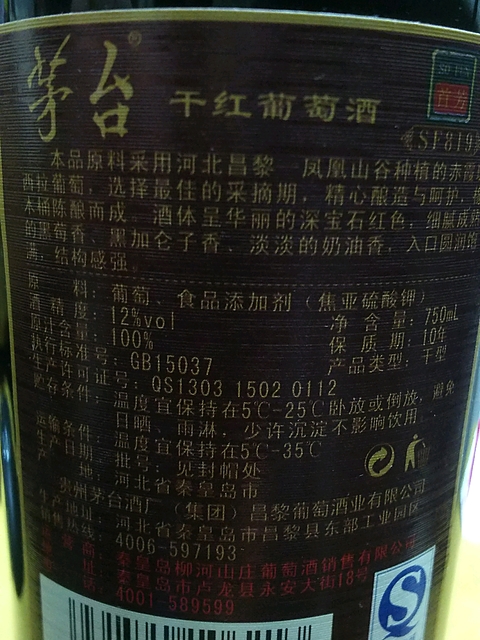 茅台®
干红葡萄酒
首芳
SF819
本品原料采用河北昌黎一凤凰山谷种植的赤霞
西拉葡萄,选择最佳的采摘期,精心酿造与呵护,
木桶陈酿而成。酒体呈华丽的深宝石红色,细腻
的黑莓香、黑加仑子香、淡淡的奶油香,入口圆润
满,结构感强。
原 料:葡萄、食品添加剂(焦亚硫酸钾)
酒 精 度:12%vol 净 含 量:750mL
原汁含量:100% 保 质 期:10年
执行标准号:GB15037 产品类型:干型
生产许可证号:QS1303 1502 0112
贮存条件:温度宜保持在5℃-25℃卧放或倒放,避免
日晒、雨淋,少许沉淀不影响饮用。
运输条件:温度宜保持在5℃-35℃
生产日期、批号:见封帽处
产 地:河北省秦皇岛市
贵州茅台酒厂(集团)昌黎葡萄酒业有限公司
生产地址:河北省秦皇岛市昌黎县东部工业园区
销售热线:4006-597193
商:秦皇岛柳河山庄葡萄酒销售有限公司
秦皇岛市卢龙县永安大街18号
话:4001-589599